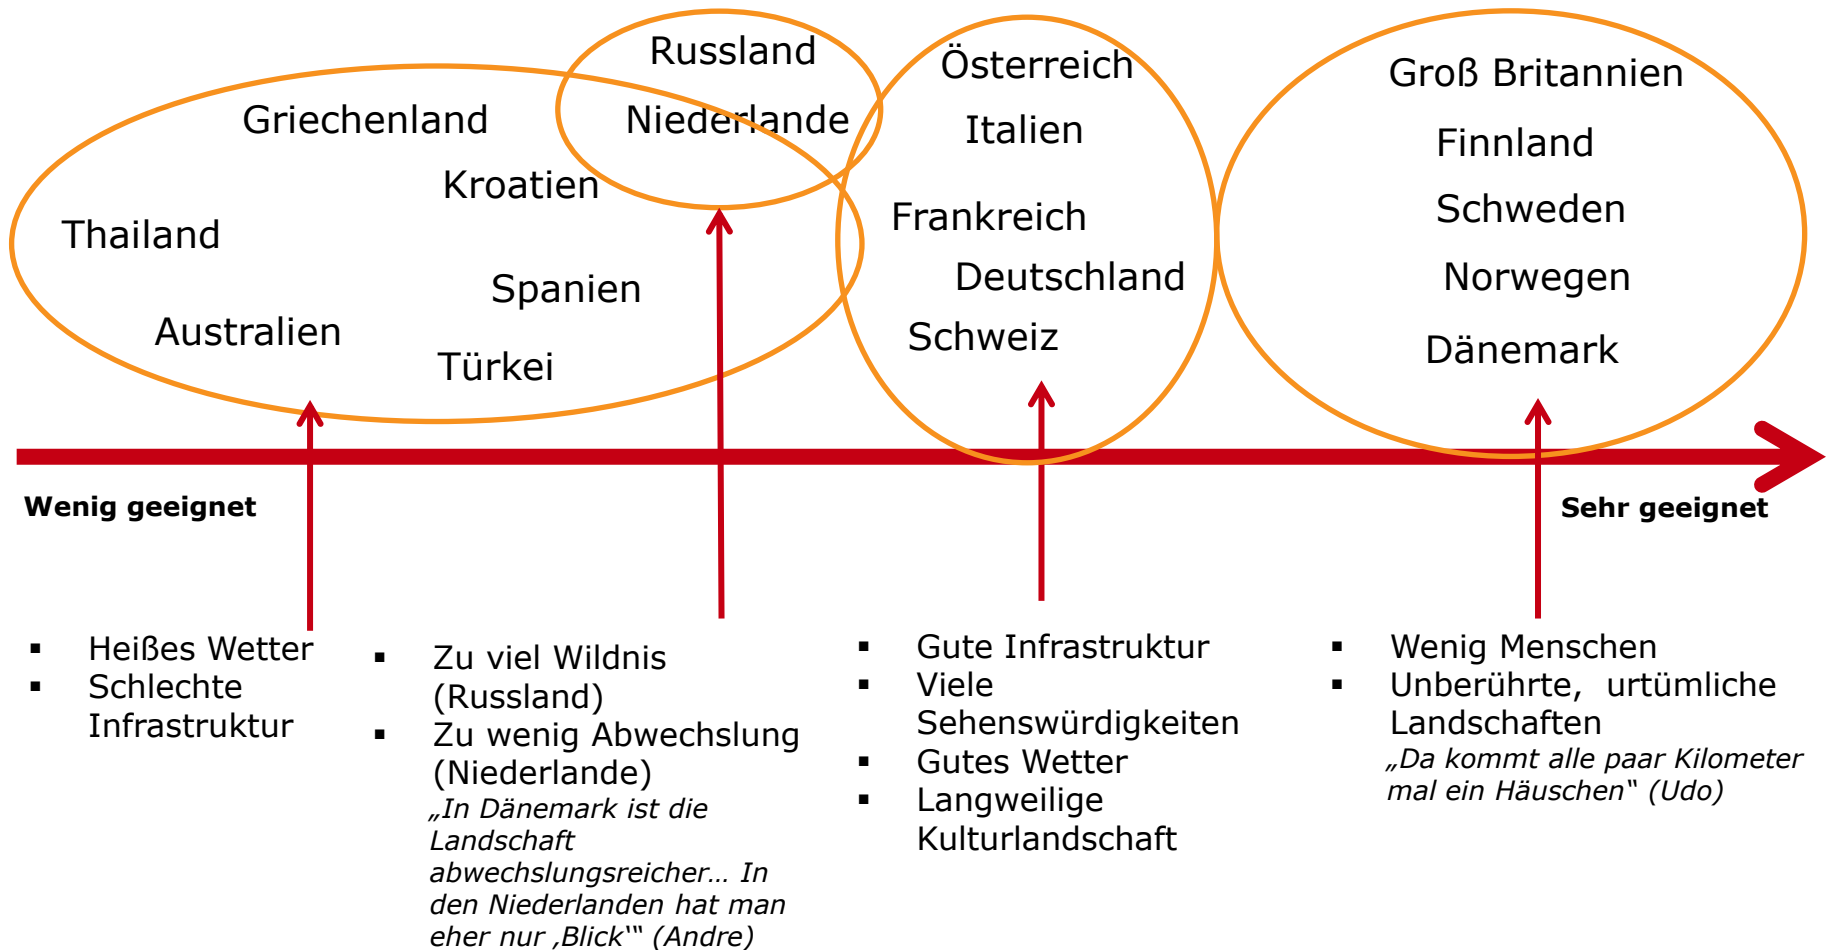 Russland
Niederlande
Griechenland
Kroatien
Thailand
Spanien
Australien
Türkei
Österreich
Italien
Frankreich
Deutschland
Schweiz
Groß Britannien
Finnland
Schweden
Norwegen
Dänemark
Wenig geeignet
Sehr geeignet
▪ Heißes Wetter
▪ Schlechte
Infrastruktur
▪ Zu viel Wildnis
(Russland)
▪ Zu wenig Abwechslung
(Niederlande)
„In Dänemark ist die
Landschaft
abwechslungsreicher… In
den Niederlanden hat man
eher nur ‚Blick‘“ (Andre)
▪ Gute Infrastruktur
▪ Viele
Sehenswürdigkeiten
▪ Gutes Wetter
▪ Langweilige
Kulturlandschaft
▪ Wenig Menschen
▪ Unberührte, urtümliche
Landschaften
„Da kommt alle paar Kilometer
mal ein Häuschen“ (Udo)